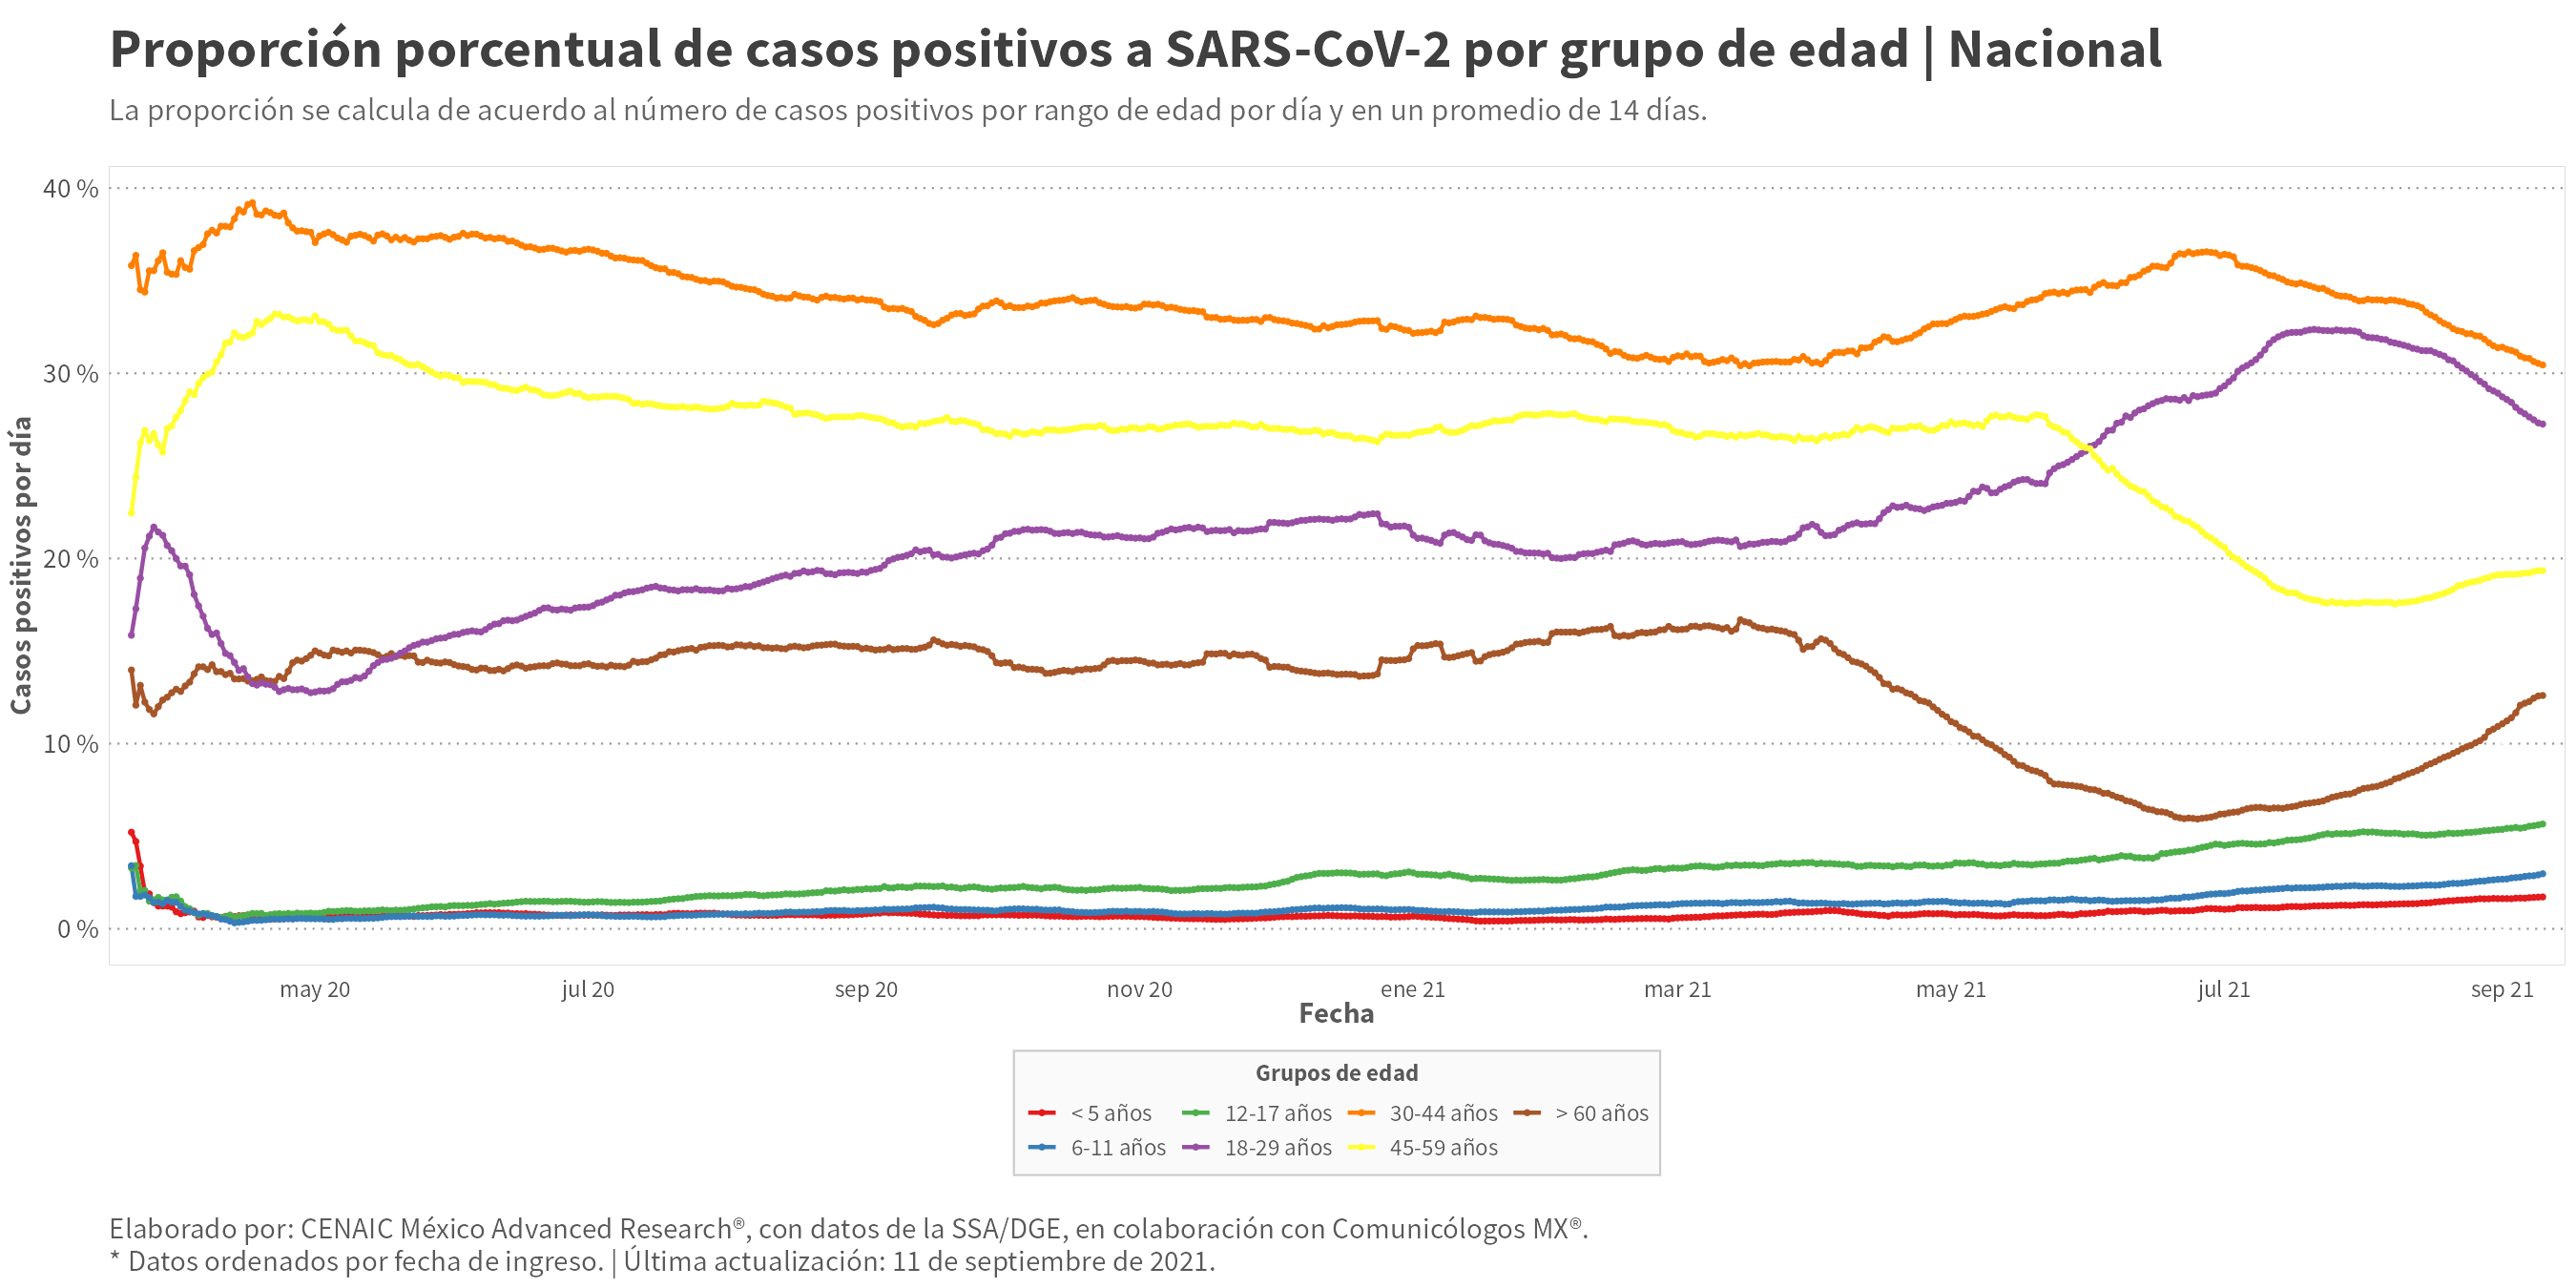 Proporción porcentual de casos positivos a SARS-CoV-2 por grupo de edad | Nacional
La proporción se calcula de acuerdo al número de casos positivos por rango de edad por día y en un promedio de 14 días.
Casos positivos por día
40 %
30 %
20 %
10 %
0 %
may 20 jul 20 sep 20 nov 20 ene 21 mar 21 may 21 jul 21 sep 21
Fecha
Grupos de edad
< 5 años 12-17 años 30-44 años > 60 años
6-11 años 18-29 años 45-59 años
Elaborado por: CENAIC México Advanced Research®, con datos de la SSA/DGE, en colaboración con Comunicólogos MX®.
* Datos ordenados por fecha de ingreso. | Última actualización: 11 de septiembre de 2021.